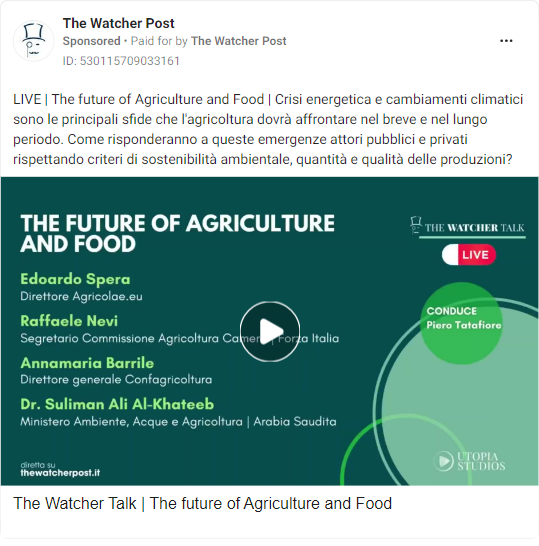 The Watcher Post
Sponsored • Paid for by The Watcher Post
ID: 530115709033161
LIVE | The future of Agriculture and Food | Crisi energetica e cambiamenti climatici
sono le principali sfide che l'agricoltura dovrà affrontare nel breve e nel lungo
periodo. Come risponderanno a queste emergenze attori pubblici e privati
rispettando criteri di sostenibilità ambientale, quantità e qualità delle produzioni?
THE FUTURE OF AGRICULTURE
AND FOOD
THE WATCHER TALK
LIVE
Edoardo Spera
Direttore Agricolae.eu
Raffaele Nevi
Segretario Commissione Agricoltura Camera | Forza Italia
Annamaria Barrile
Direttore generale Confagricoltura
Dr. Suliman Ali Al-Khateeb
Ministero Ambiente, Acque e Agricoltura | Arabia Saudita
CONDUCE
Piero Tatafiore
diretta su
thewatcherpost.it
UTOPIA
STUDIOS
The Watcher Talk | The future of Agriculture and Food